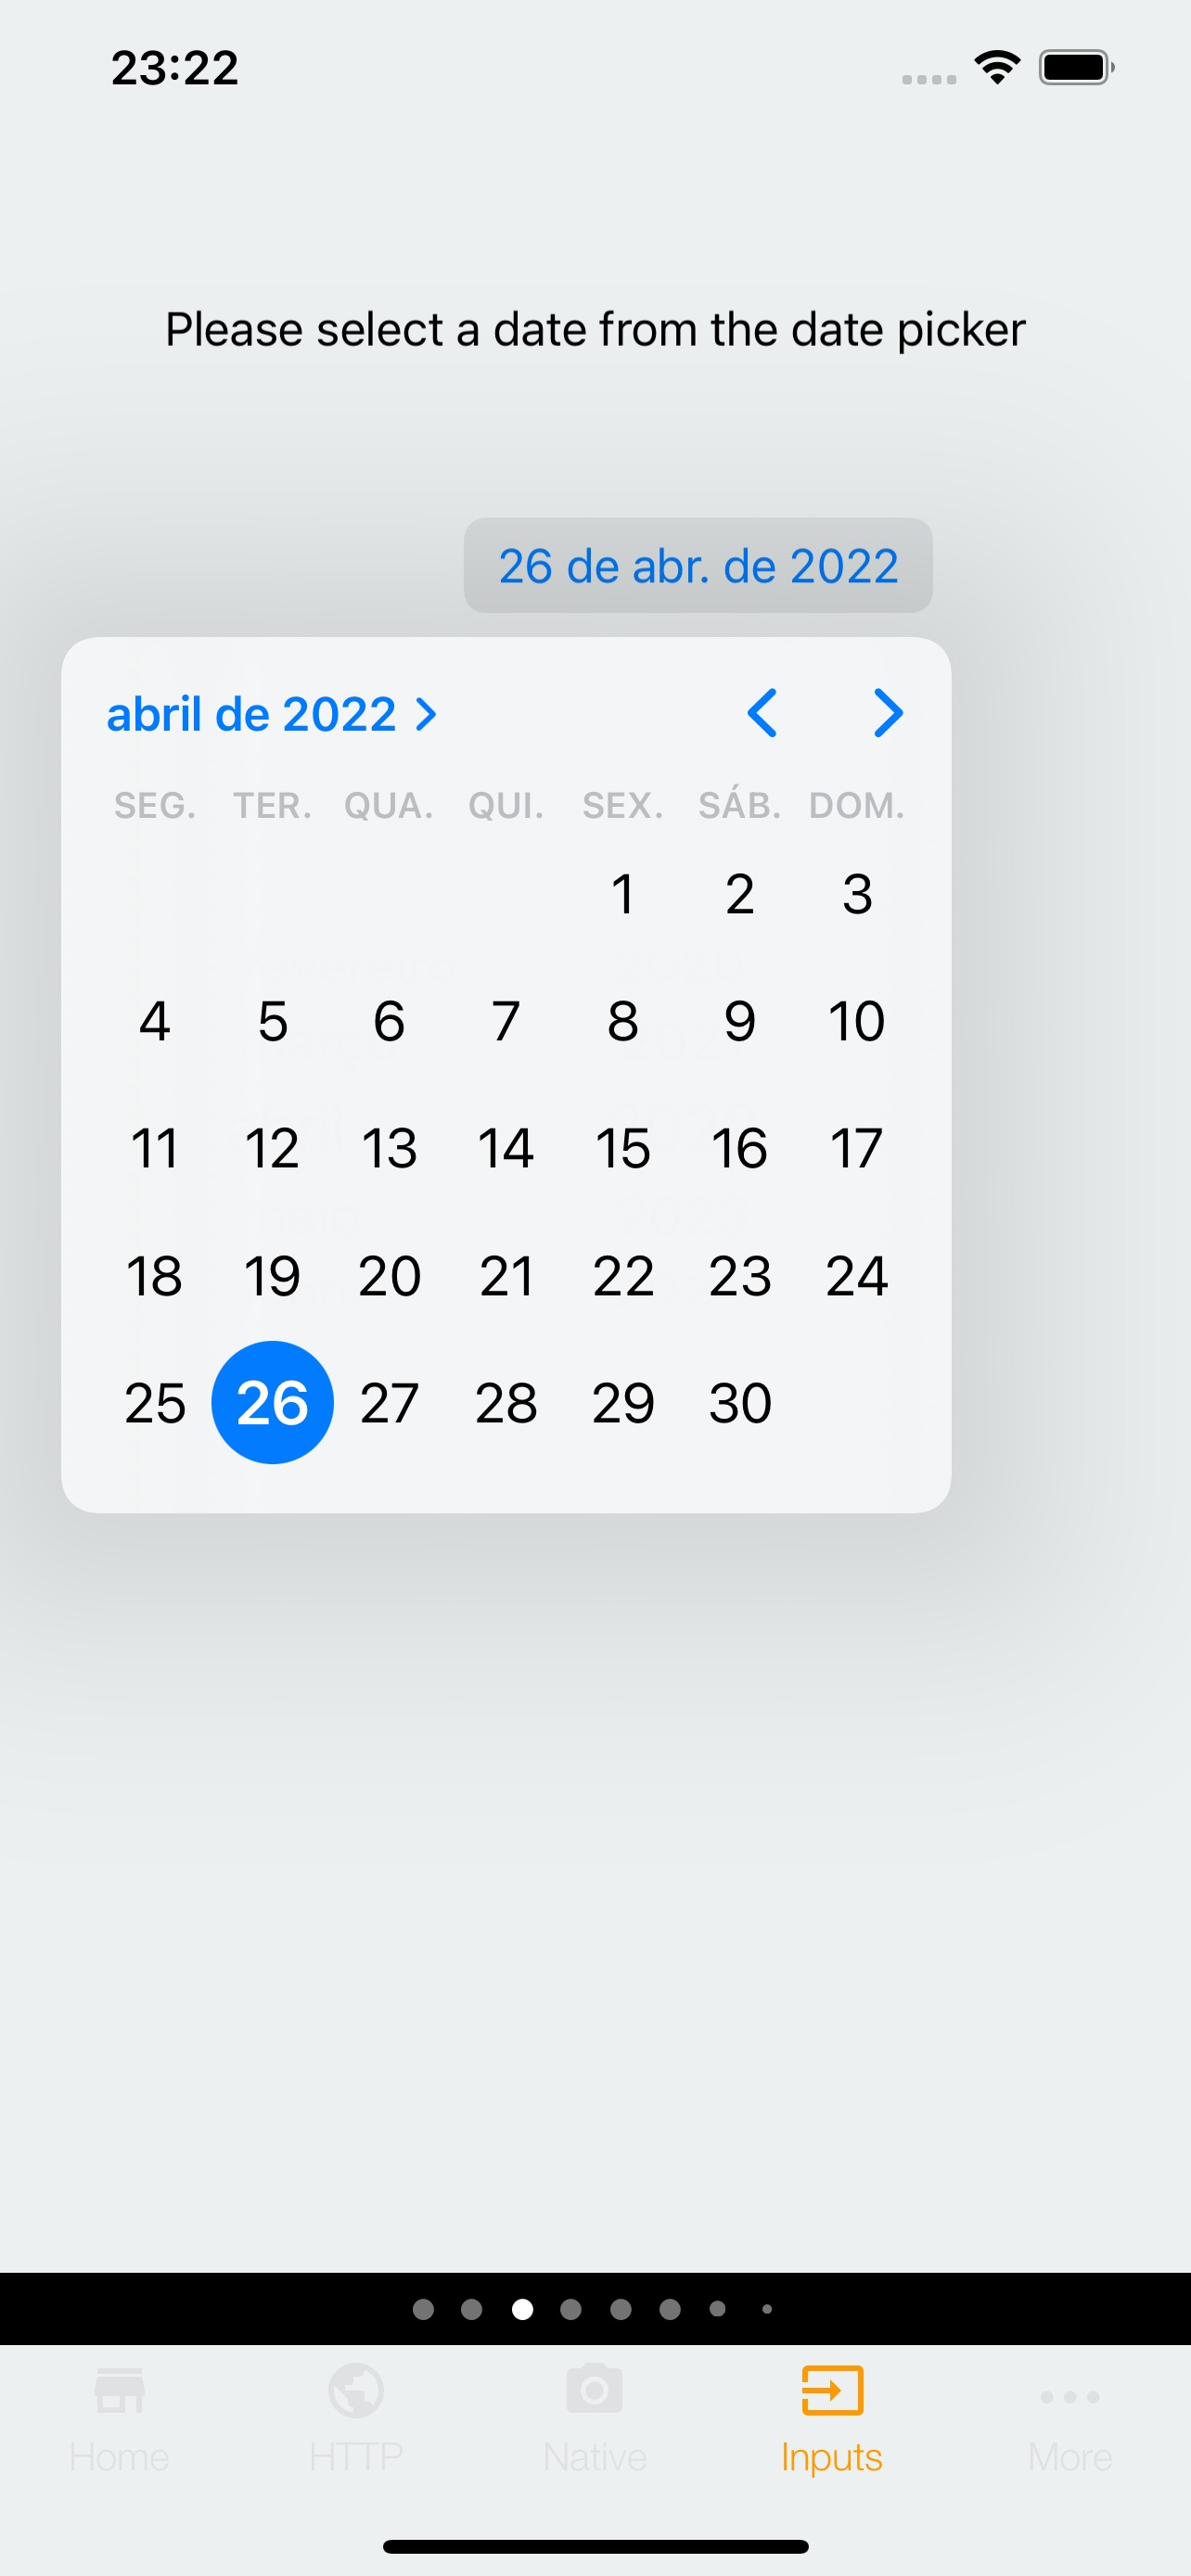 23:22
Please select a date from the date picker
26 de abr. de 2022
abril de 2022
SEG. TER. QUA. QUI. SEX. SÁB. DOM.
1 2 3
4 5 6 7 8 9 10
11 12 13 14 15 16 17
18 19 20 21 22 23 24
25 26 27 28 29 30
Home HTTP Native Inputs More